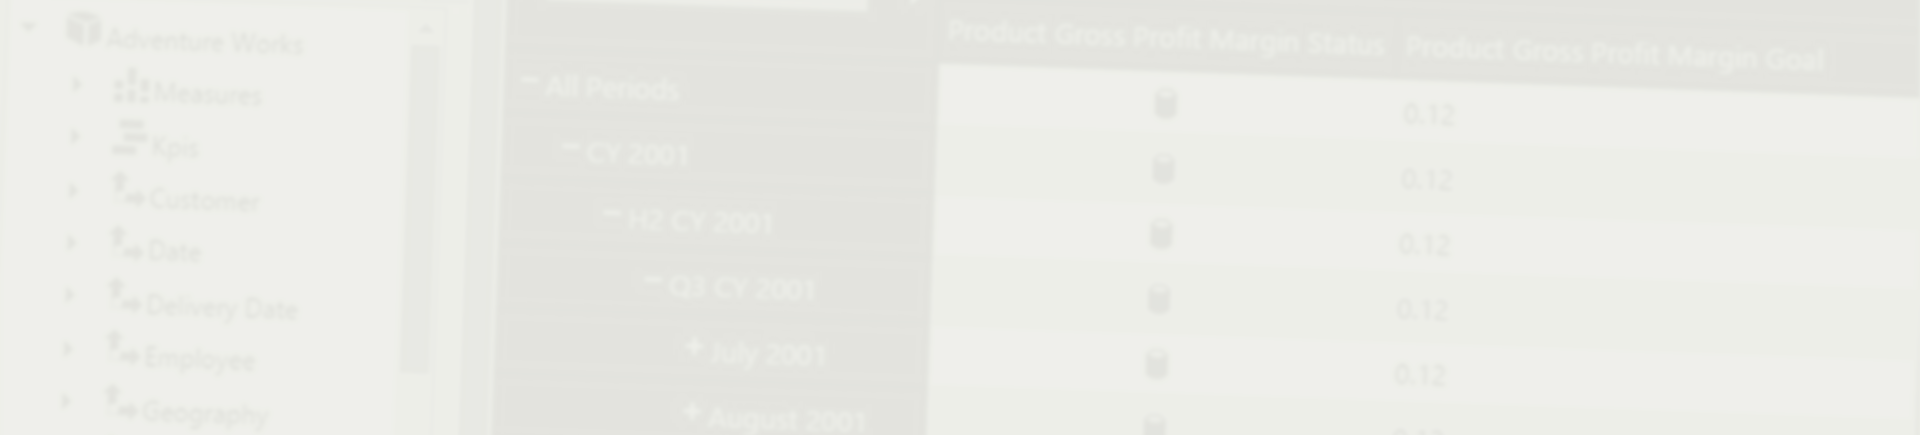 Adventure Works
Measures
Kpis
Customer
Date
Delivery Date
Employee
Geography
Product Gross Profit Margin Status Product Gross Profit Margin Goal
All Periods 0.12
CY 2001 0.12
H2 CY 2001 0.12
Q3 CY 2001 0.12
July 2001 0.12
August 2001 0.12